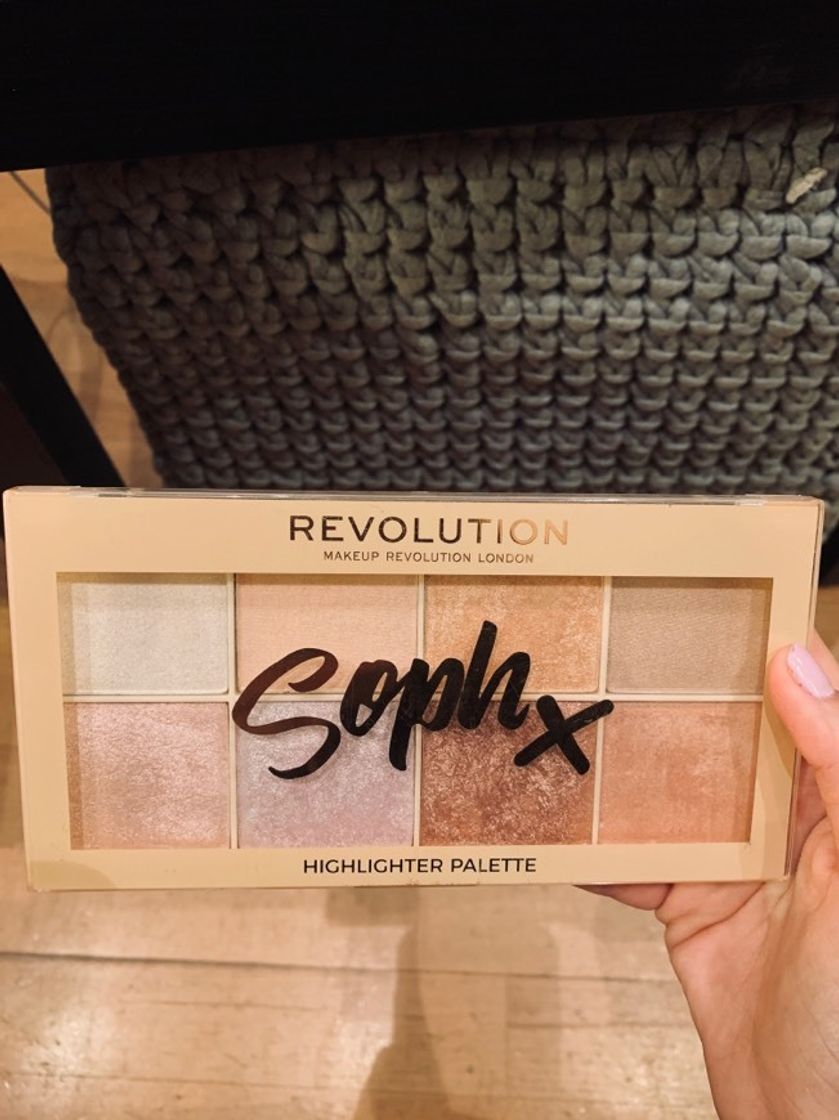 REVOLUTION
MAKEUP REVOLUTION LONDON
Soph x
HIGHLIGHTER PALETTE